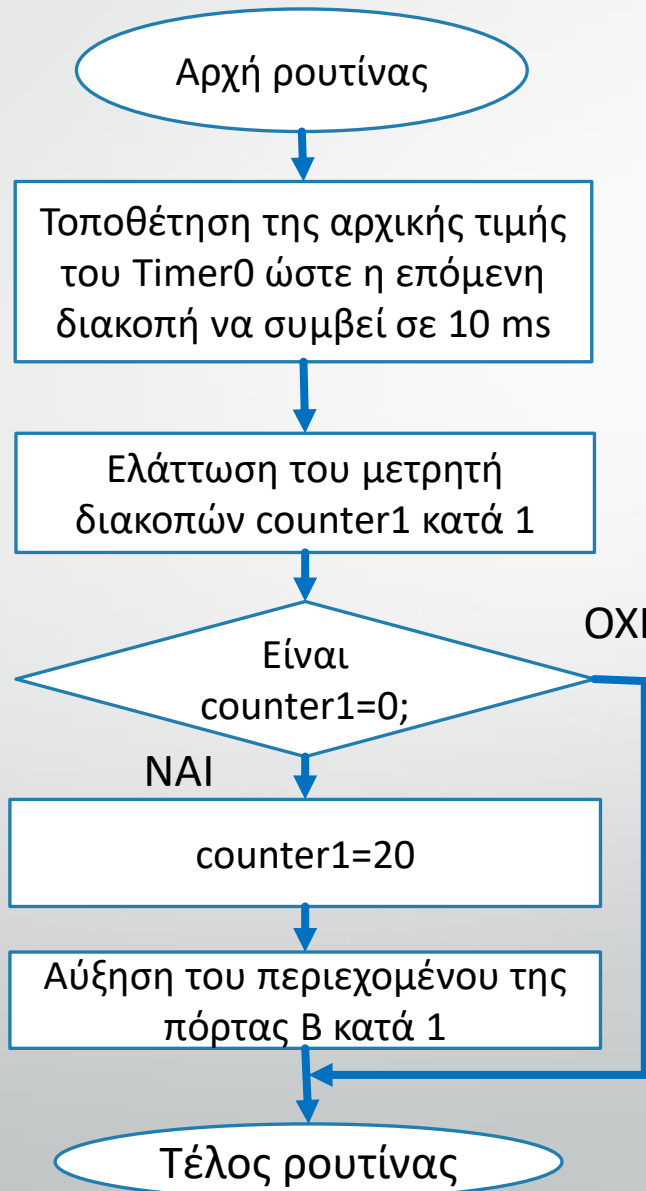 Αρχή ρουτίνας
Τοποθέτηση της αρχικής τιμής
του Timer0 ώστε η επόμενη
διακοπή να συμβεί σε 10 ms
Ελάττωση του μετρητή
διακοπών counter1 κατά 1
ΟΧΙ
Είναι
counter1=0;
ΝΑΙ
counter1=20
Αύξηση του περιεχομένου της
πόρτας Β κατά 1
Τέλος ρουτίνας